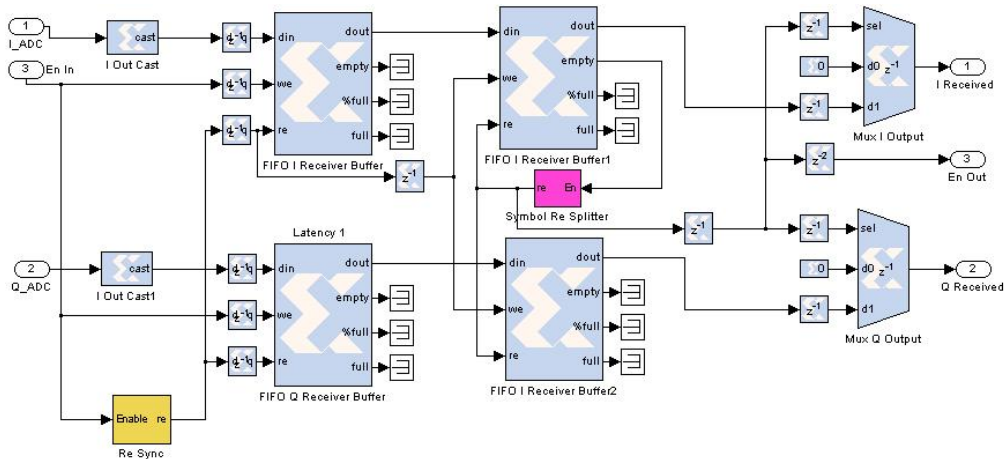 1
I_ADC
3
En In
cast
I Out Cast
z-1
din
we
re
dout
empty
%full
full
FIFO I Receiver Buffer
z-1
din
we
re
dout
empty
%full
full
FIFO I Receiver Buffer1
re
En
Symbol Re Splitter
z-1
0
z-1
sel
d0
z-1
d1
Mux I Output
1
I Received
z-2
3
En Out
2
Q_ADC
cast
I Out Cast1
Latency 1
din
we
re
dout
empty
%full
full
FIFO Q Receiver Buffer
din
we
re
dout
empty
%full
full
FIFO I Receiver Buffer2
z-1
z-1
0
z-1
sel
d0
z-1
d1
Mux Q Output
2
Q Received
Enable
re
Re Sync